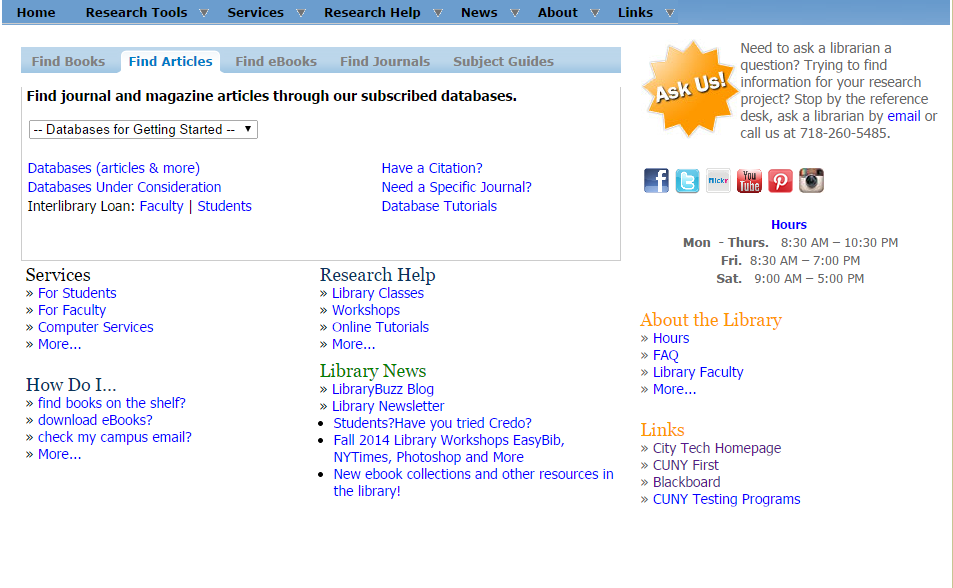 Home Research Tools Services Research Help News About Links
Find Books Find Articles Find eBooks Find Journals Subject Guides
Find journal and magazine articles through our subscribed databases.
-- Databases for Getting Started --
Databases (articles & more)
Databases Under Consideration
Interlibrary Loan: Faculty | Students
Have a Citation?
Need a Specific Journal?
Database Tutorials
Services
» For Students
» For Faculty
» Computer Services
» More...
How Do I...
» find books on the shelf?
» download eBooks?
» check my campus email?
» More...
Research Help
» Library Classes
» Workshops
» Online Tutorials
» More...
Library News
» LibraryBuzz Blog
» Library Newsletter
• Students?Have you tried Credo?
• Fall 2014 Library Workshops EasyBib,
NYTimes, Photoshop and More
• New ebook collections and other resources in
the library!
Ask Us!
Need to ask a librarian a
question? Trying to find
information for your research
project? Stop by the reference
desk, ask a librarian by email or
call us at 718-260-5485.
flickr You Tube
Hours
Mon - Thurs. 8:30 AM – 10:30 PM
Fri. 8:30 AM – 7:00 PM
Sat. 9:00 AM – 5:00 PM
About the Library
» Hours
» FAQ
» Library Faculty
» More...
Links
» City Tech Homepage
» CUNY First
» Blackboard
» CUNY Testing Programs